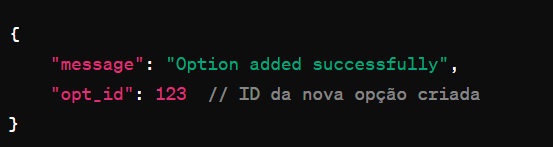 {
"message": "Option added successfully",
"opt_id": 123 // ID da nova opção criada
}